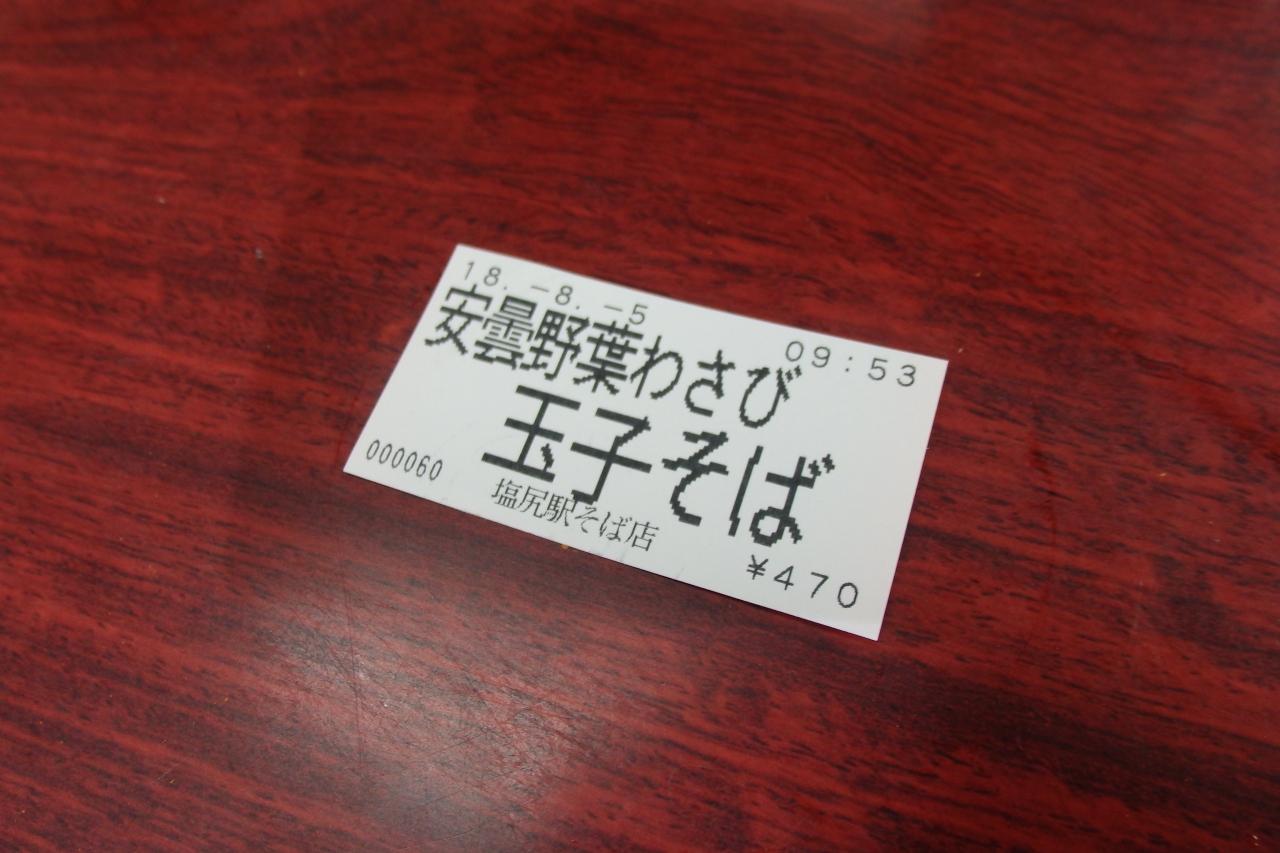 18.-8.-5 09:53
安曇野葉わさび
玉子そば
000060 塩尻駅そば店 ¥470